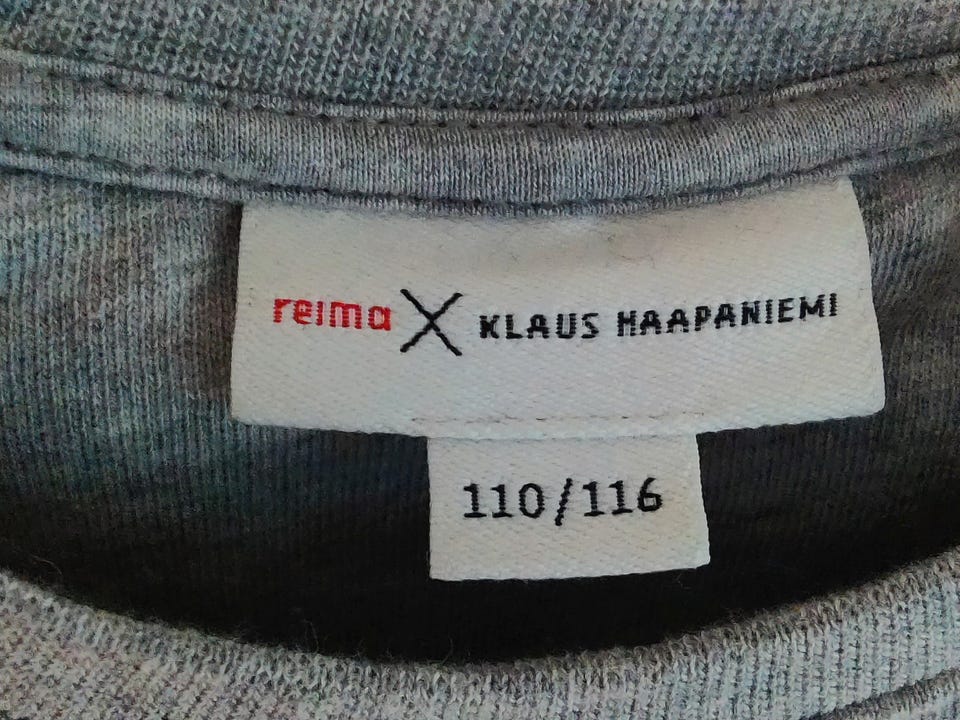 reima X KLAUS HAAPANIEMI
110/116